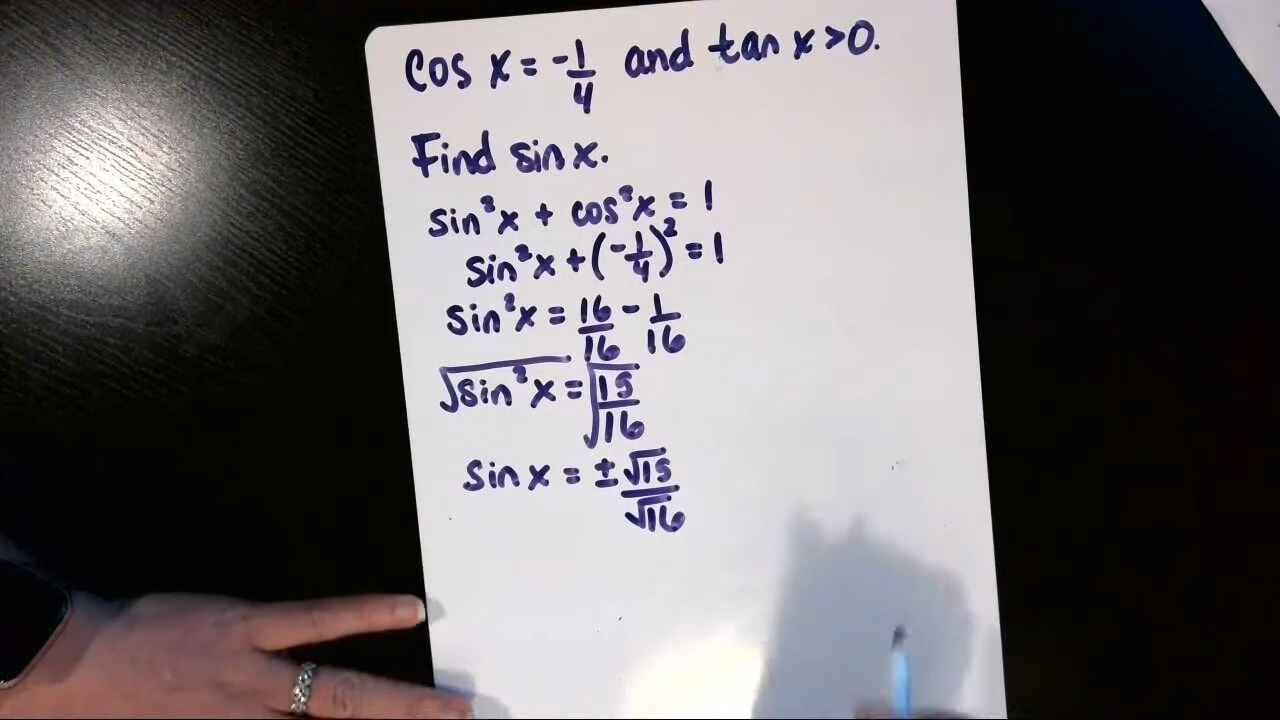 cos x = -1/4 and tan x > 0.
Find sin x.
sin²x + cos²x = 1
sin²x + (-1/4)² = 1
sin²x = 16/16 - 1/16
√sin²x = √15/16
sin x = ± √15/√16